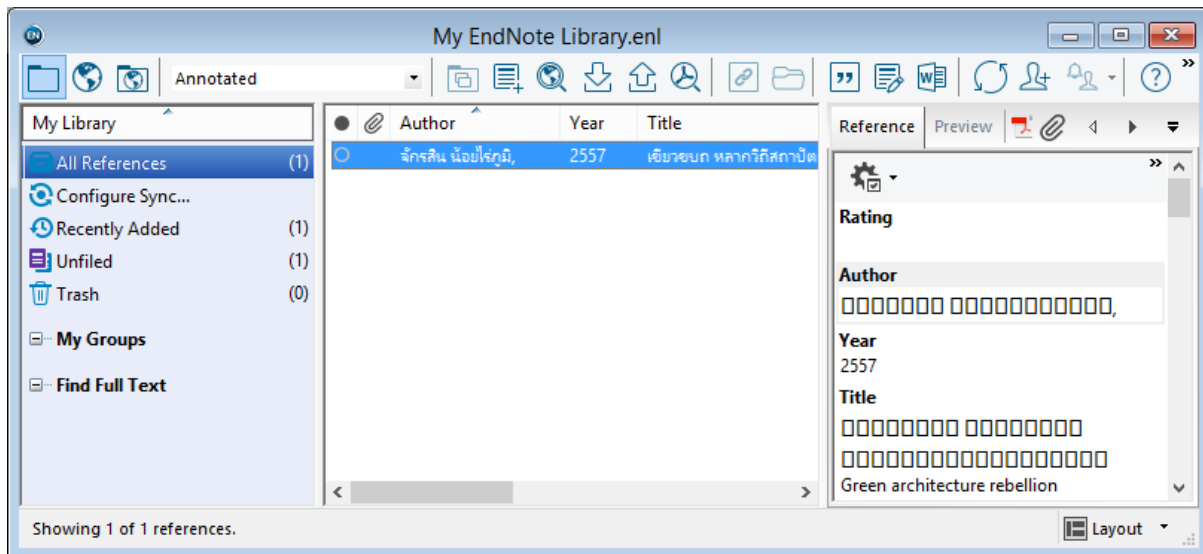 My EndNote Library.enl
Annotated
My Library
All References (1)
Configure Sync...
Recently Added (1)
Unfiled (1)
Trash (0)
My Groups
Find Full Text
Author Year Title
จักรสิน น้อยไร่ภูมิ, 2557 เขียวขบถ หลากวิถีสถาปัต
Reference Preview
Rating
Author
Year
2557
Title
Green architecture rebellion
Showing 1 of 1 references.
Layout